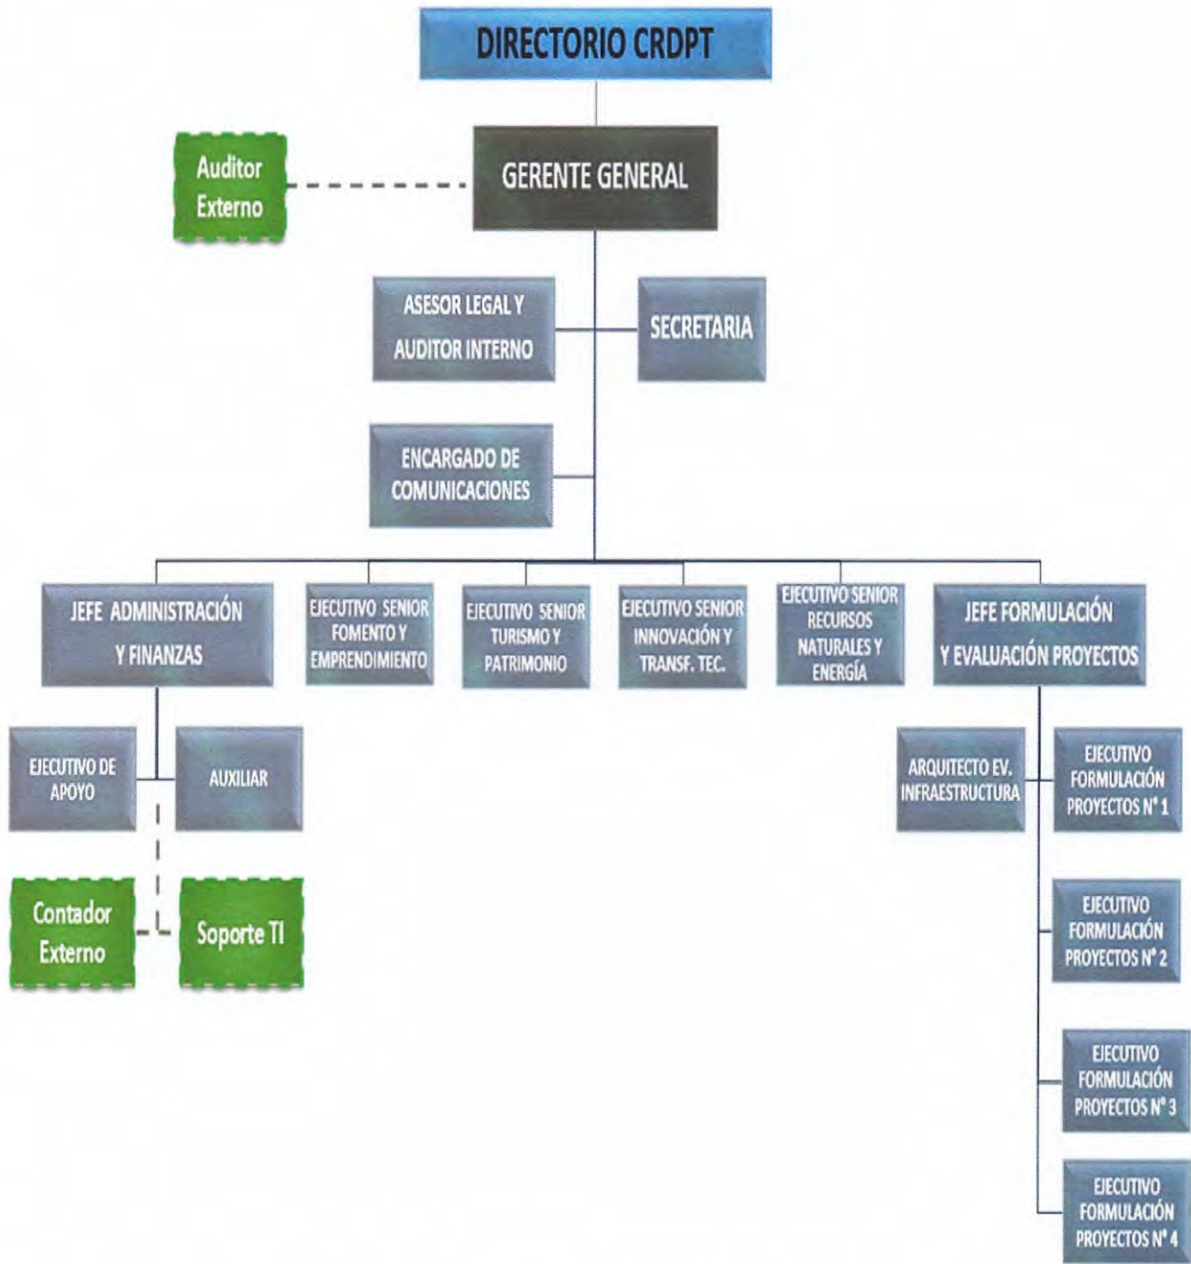 DIRECTORIO CRDPT
GERENTE GENERAL
Auditor
Externo
ASESOR LEGAL Y
AUDITOR INTERNO
SECRETARIA
ENCARGADO DE
COMUNICACIONES
JEFE ADMINISTRACIÓN
Y FINANZAS
EJECUTIVO SENIOR
FOMENTO Y
EMPRENDIMIENTO
EJECUTIVO SENIOR
TURISMO Y
PATRIMONIO
EJECUTIVO SENIOR
INNOVACIÓN Y
TRANSF. TEC.
EJECUTIVO SENIOR
RECURSOS
NATURALES Y
ENERGÍA
JEFE FORMULACIÓN
Y EVALUACIÓN PROYECTOS
EJECUTIVO DE
APOYO
AUXILIAR
ARQUITECTO EV.
INFRAESTRUCTURA
EJECUTIVO
FORMULACIÓN
PROYECTOS N° 1
Contador
Externo
Soporte TI
EJECUTIVO
FORMULACIÓN
PROYECTOS N° 2
EJECUTIVO
FORMULACIÓN
PROYECTOS N° 3
EJECUTIVO
FORMULACIÓN
PROYECTOS N° 4